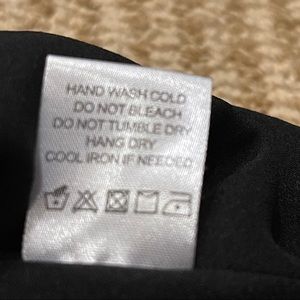 HAND WASH COLD
DO NOT BLEACH
DO NOT TUMBLE DRY
HANG DRY
COOL IRON IF NEEDED